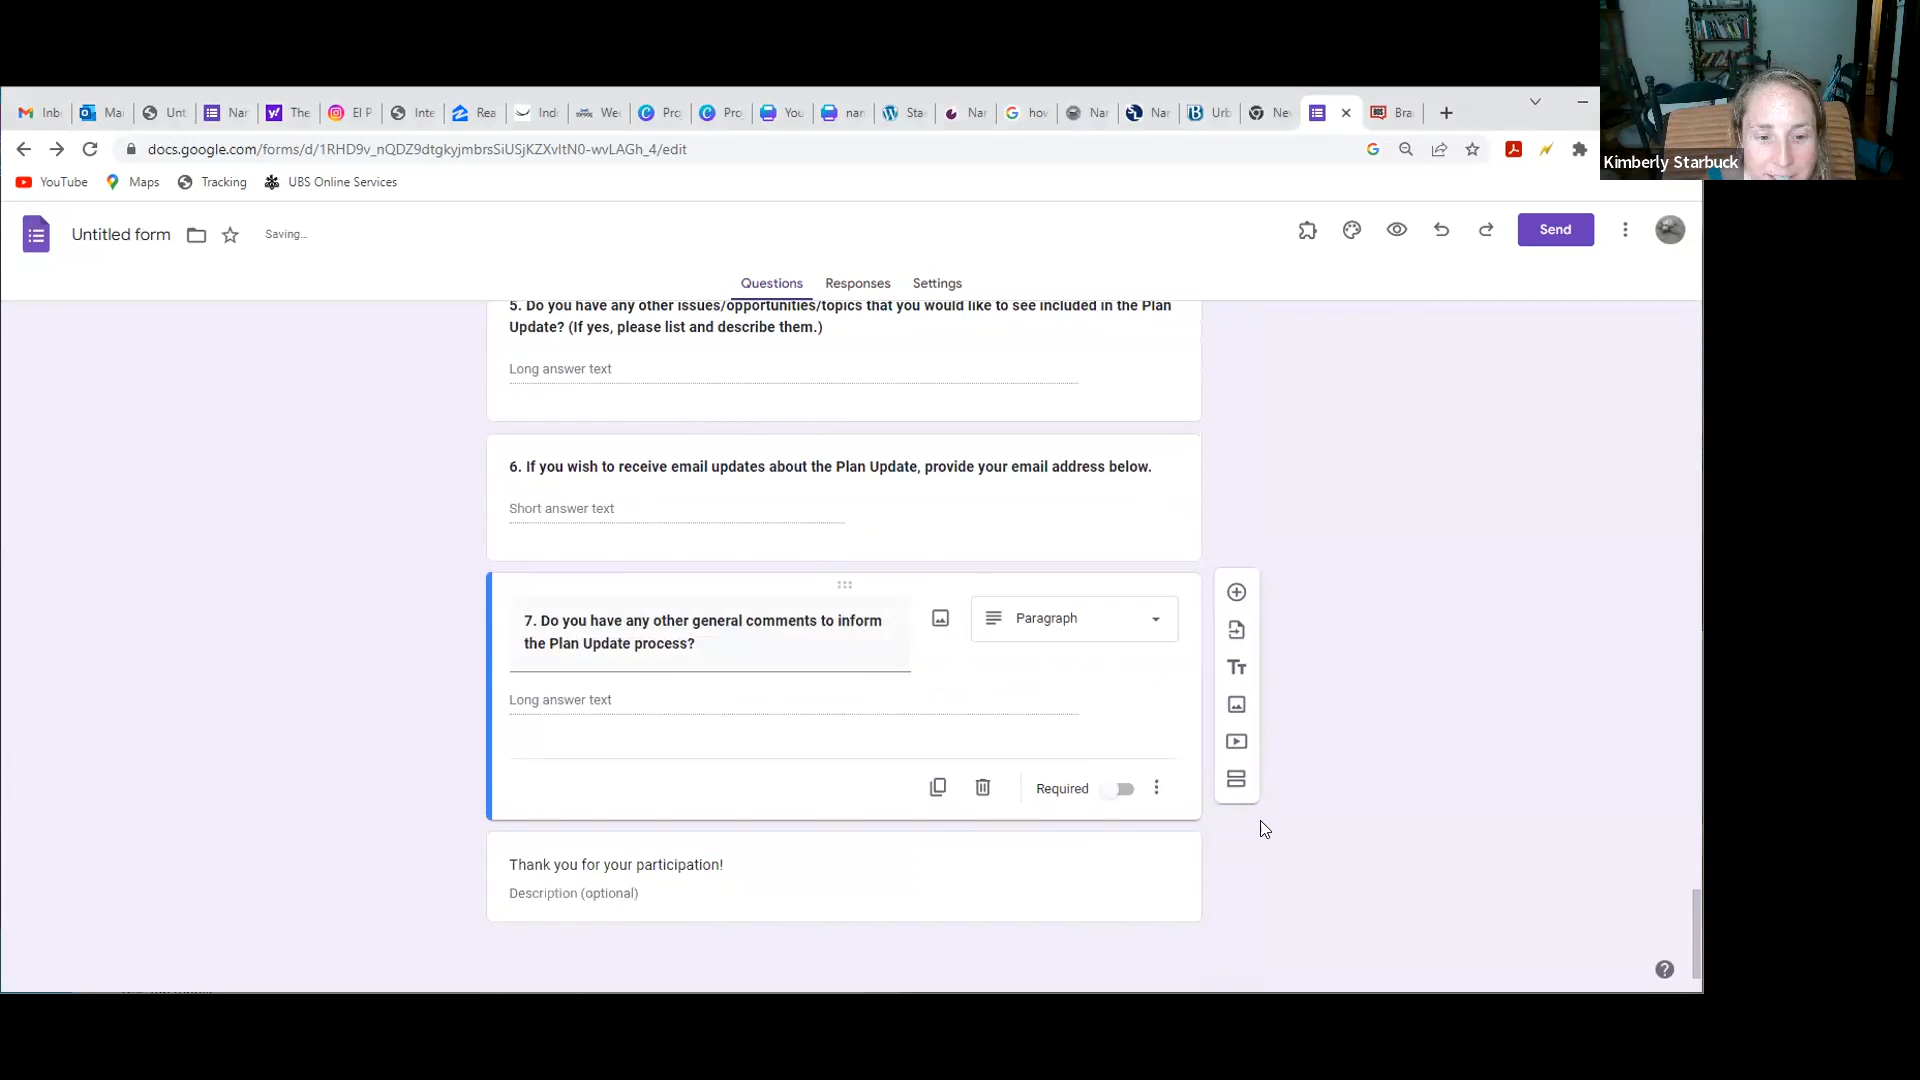 Inb
Mai
Unt
Nar
The
El P
Inte
Rea
Ind
We
Pro
Pro
You
nan
Sta
Nar
hov
Nar
Nar
Urb
Ne
Bra
docs.google.com/forms/d/1RHD9v_nQDZ9dtgkyjmbrsSiUSjKZXvItN0-wvLAGh_4/edit
YouTube
Maps
Tracking
UBS Online Services
Kimberly Starbuck
Untitled form
Saving...
Send
Questions
Responses
Settings
5. Do you have any other issues/opportunities/topics that you would like to see included in the Plan
Update? (If yes, please list and describe them.)
Long answer text
6. If you wish to receive email updates about the Plan Update, provide your email address below.
Short answer text
7. Do you have any other general comments to inform
the Plan Update process?
Paragraph
Long answer text
Required
Thank you for your participation!
Description (optional)